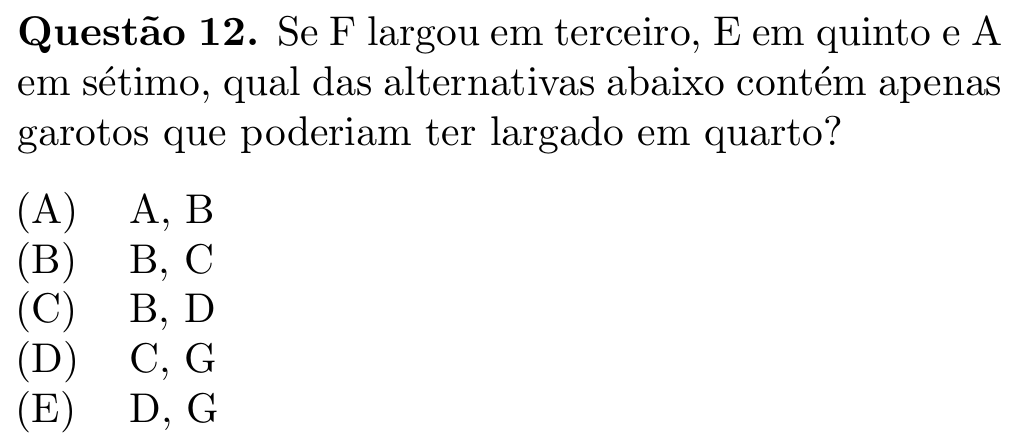 Questão 12. Se F largou em terceiro, E em quinto e A
em sétimo, qual das alternativas abaixo contém apenas
garotos que poderiam ter largado em quarto?
(A) A, B
(B) B, C
(C) B, D
(D) C, G
(E) D, G